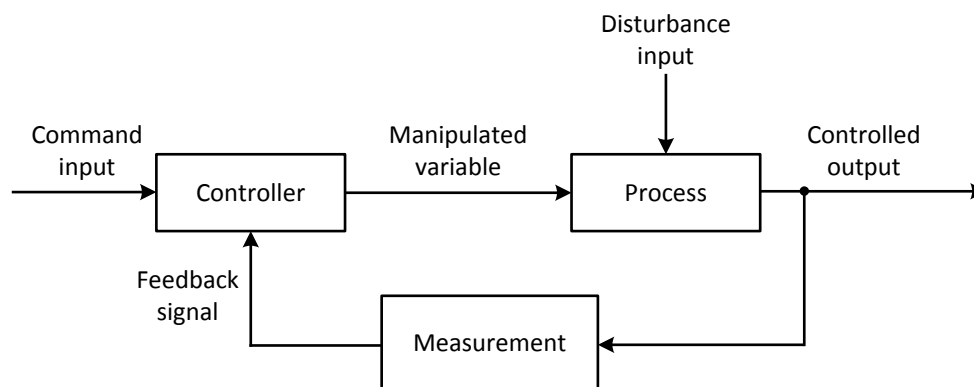 Disturbance
input
Command
input
Manipulated
variable
Controlled
output
Controller
Process
Feedback
signal
Measurement